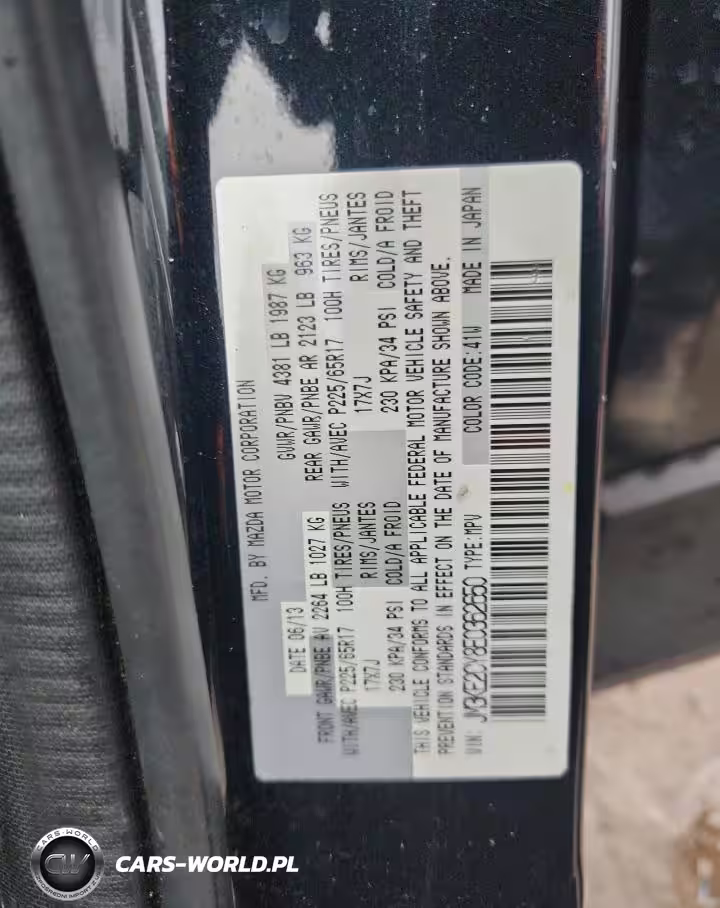 MFD. BY MAZDA MOTOR CORPORATION
DATE 06/13 GVWR/PNBV 4381 LB 1987 KG
FRONT GAWR/PNBE AV 2264 LB 1027 KG REAR GAWR/PNBE AR 2123 LB 963 KG
WITH/AVEC P225/65R17 100H TIRES/PNEUS WITH/AVEC P225/65R17 100H TIRES/PNEUS
17X7J RIMS/JANTES 17X7J RIMS/JANTES
230 KPA/34 PSI COLD/A FROID 230 KPA/34 PSI COLD/A FROID
THIS VEHICLE CONFORMS TO ALL APPLICABLE FEDERAL MOTOR VEHICLE SAFETY AND THEFT
PREVENTION STANDARDS IN EFFECT ON THE DATE OF MANUFACTURE SHOWN ABOVE.
VIN: JM3KE2CY8E0362650 TYPE:MPV COLOR CODE:41W MADE IN JAPAN
CARS-WORLD
CW
CARS-WORLD.PL